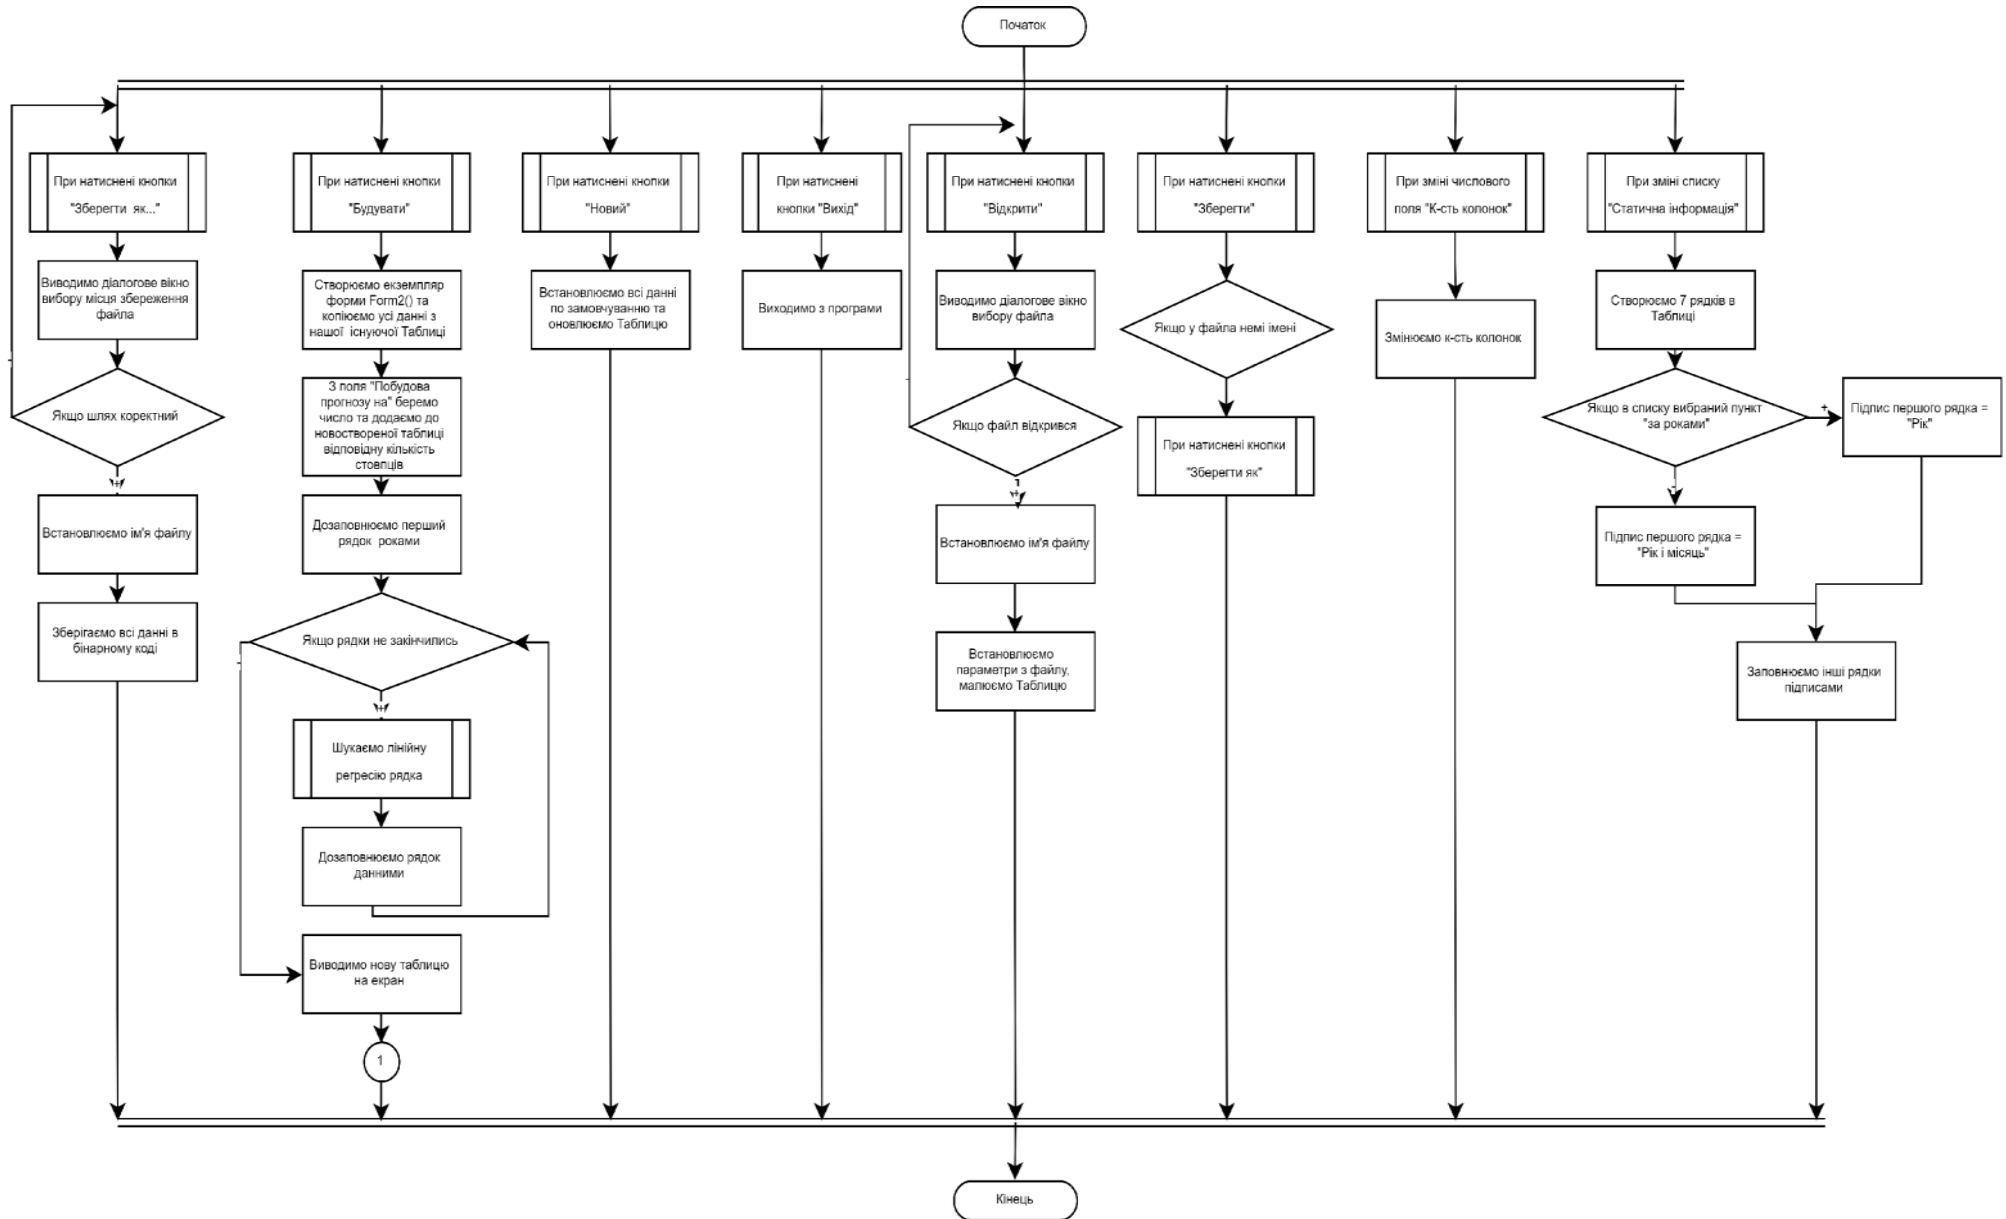 Початок
При натиснені кнопки
"Зберегти як..."
Виводимо діалогове вікно
вибору місця збереження
файла
Якщо шлях коректний
-
+
Встановлюємо ім'я файлу
Зберігаємо всі данні в
бінарному коді
При натиснені кнопки
"Будувати"
Створюємо екземпляр
форми Form2() та
копіюємо усі данні з
нашої існуючої Таблиці
З поля "Побудова
прогнозу на" беремо
число та додаємо до
новоствореної таблиці
відповідну кількість
стовпців
Дозаповнюємо перший
рядок роками
Якщо рядки не закінчились
-
+
Шукаємо лінійну
регресію рядка
Дозаповнюємо рядок
данними
Виводимо нову таблицю
на екран
1
При натиснені кнопки
"Новий"
Встановлюємо всі данні
по замовчуванню та
оновлюємо Таблицю
При натиснені
кнопки "Вихід"
Виходимо з програми
При натиснені кнопки
"Відкрити"
Виводимо діалогове вікно
вибору файла
Якщо файл відкрився
-
+
Встановлюємо ім'я файлу
Встановлюємо
параметри з файлу,
малюємо Таблицю
При натиснені кнопки
"Зберегти"
Якщо у файла немі імені
При натиснені кнопки
"Зберегти як"
При зміні числового
поля "К-сть колонок"
Змінюємо к-сть колонок
При зміні списку
"Статична інформація"
Створюємо 7 рядків в
Таблиці
Якщо в списку вибраний пункт
"за роками"
+
Підпис першого рядка =
"Рік"
-
Підпис першого рядка =
"Рік і місяць"
Заповнюємо інші рядки
підписами
Кінець